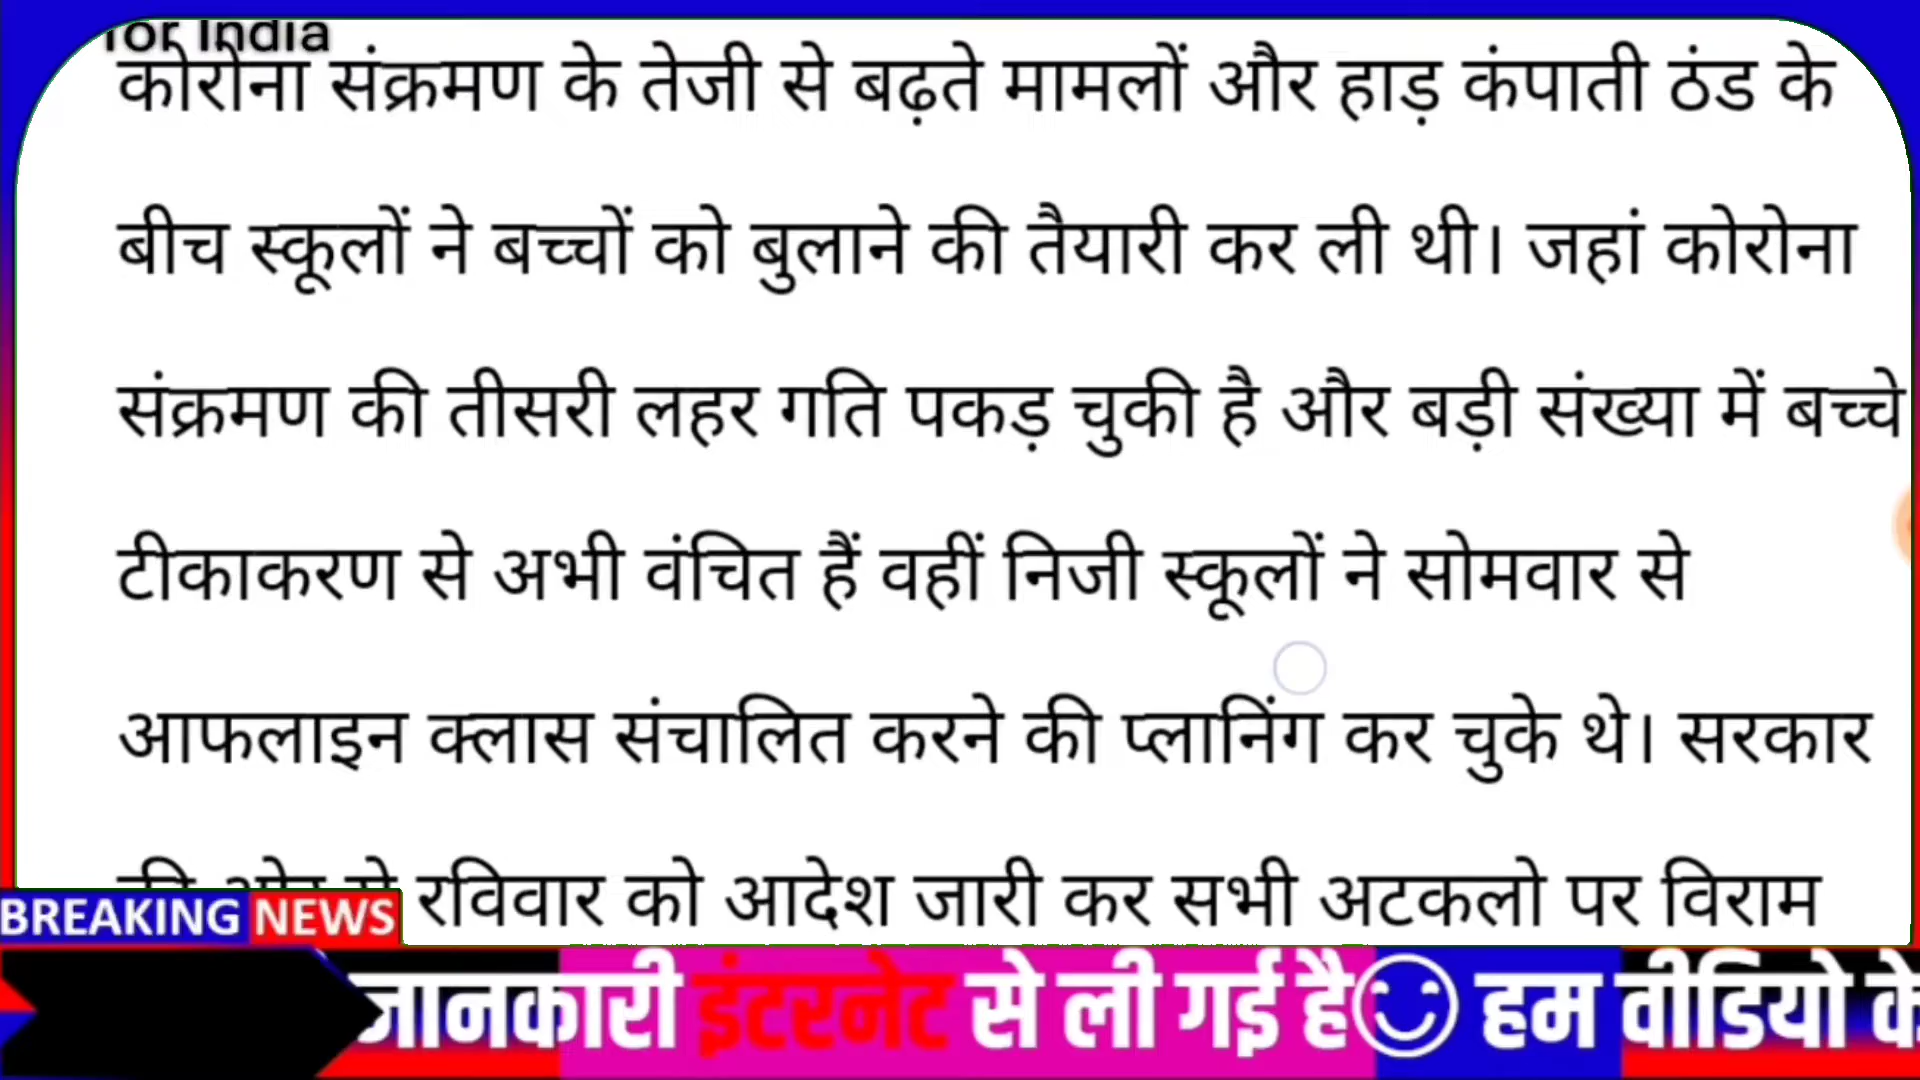 for India
कोरोना संक्रमण के तेजी से बढ़ते मामलों और हाड़ कंपाती ठंड के
बीच स्कूलों ने बच्चों को बुलाने की तैयारी कर ली थी। जहां कोरोना
संक्रमण की तीसरी लहर गति पकड़ चुकी है और बड़ी संख्या में बच्चे
टीकाकरण से अभी वंचित हैं वहीं निजी स्कूलों ने सोमवार से
आफलाइन क्लास संचालित करने की प्लानिंग कर चुके थे। सरकार
की ओर से रविवार को आदेश जारी कर सभी अटकलो पर विराम
BREAKING NEWS
जानकारी इंटरनेट से ली गई है हम वीडियो के